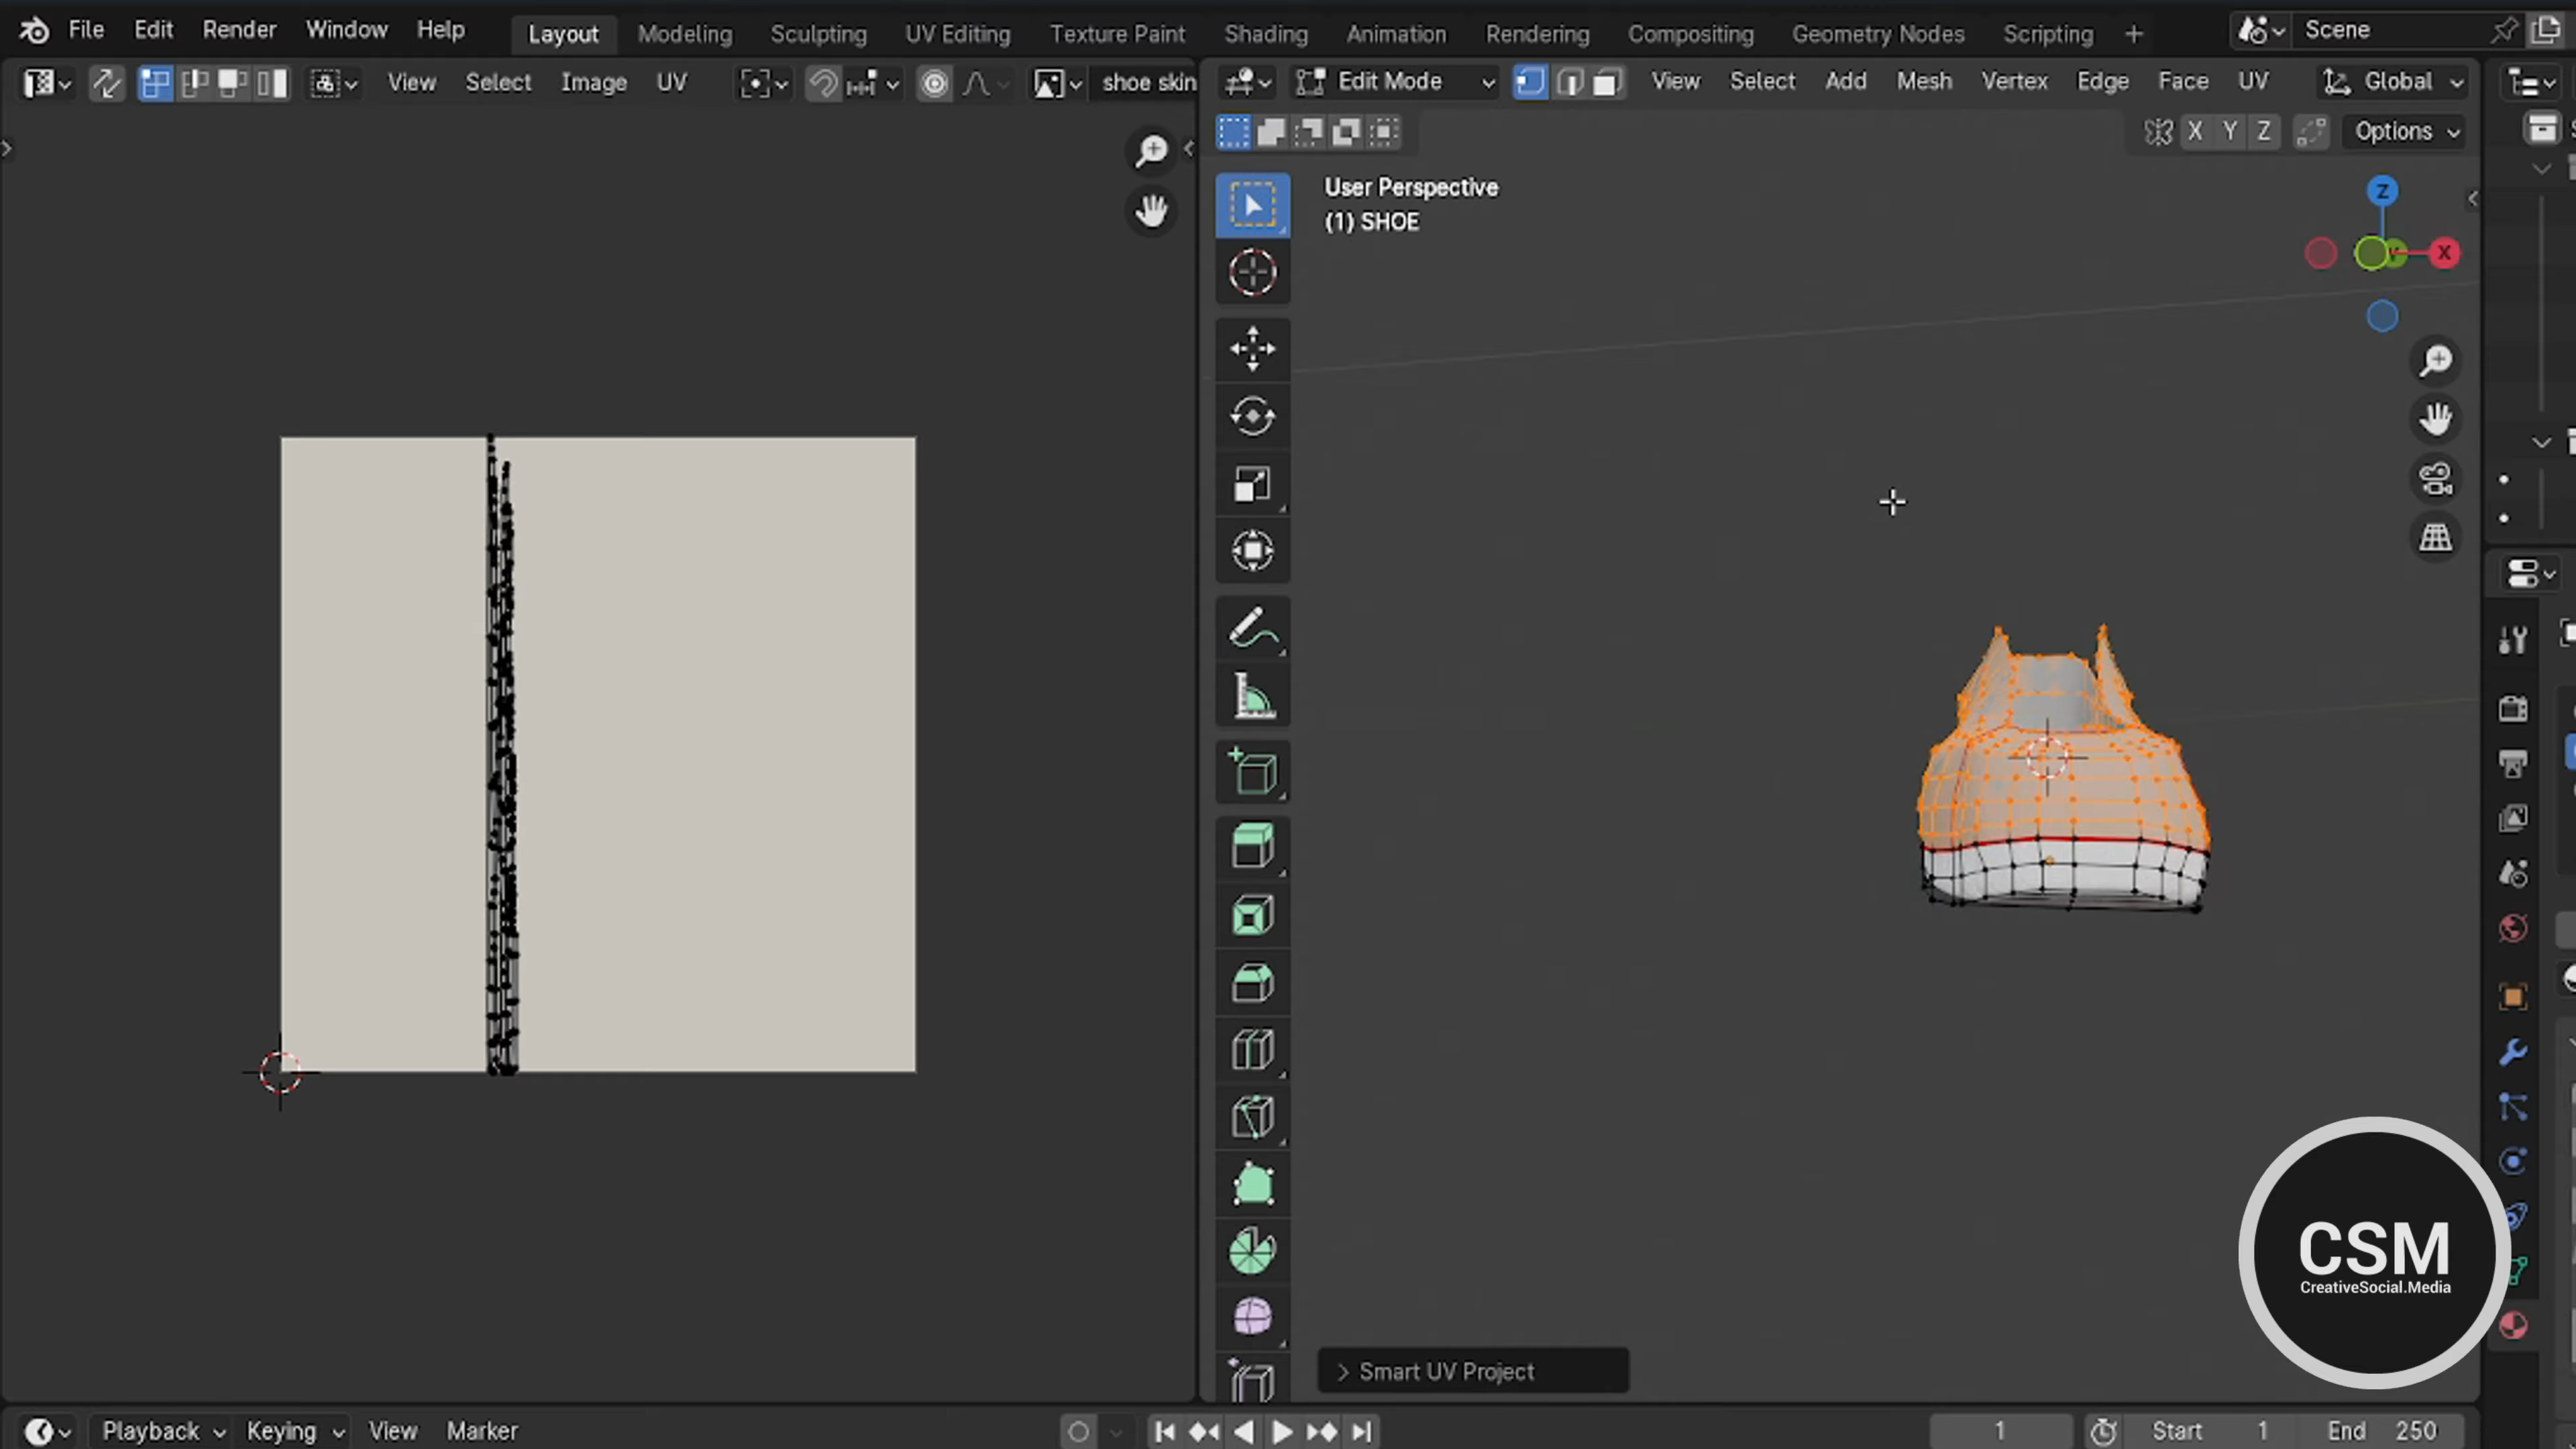 File Edit Render Window Help Layout Modeling Sculpting UV Editing Texture Paint Shading Animation Rendering Compositing Geometry Nodes Scripting + Scene
View Select Image UV shoe skin Edit Mode View Select Add Mesh Vertex Edge Face UV Global
X Y Z Options
User Perspective
(1) SHOE
Z
X
CSM
CreativeSocial.Media
Smart UV Project
Playback Keying View Marker 1 Start 1 End 250